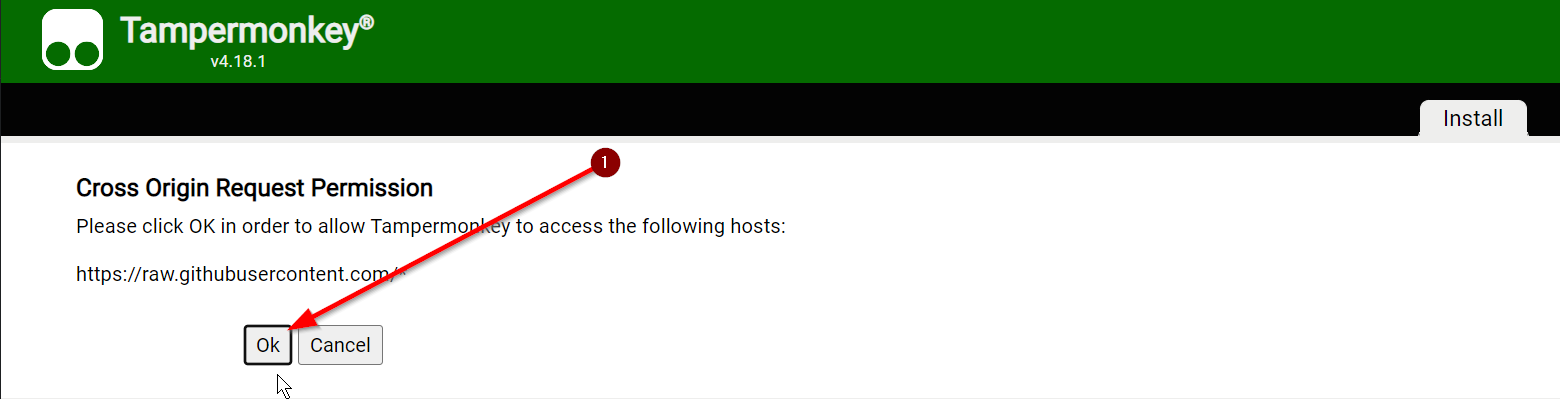 Tampermonkey®
v4.18.1
Install
1
Cross Origin Request Permission
Please click OK in order to allow Tampermonkey to access the following hosts:
https://raw.githubusercontent.com/*
Ok
Cancel